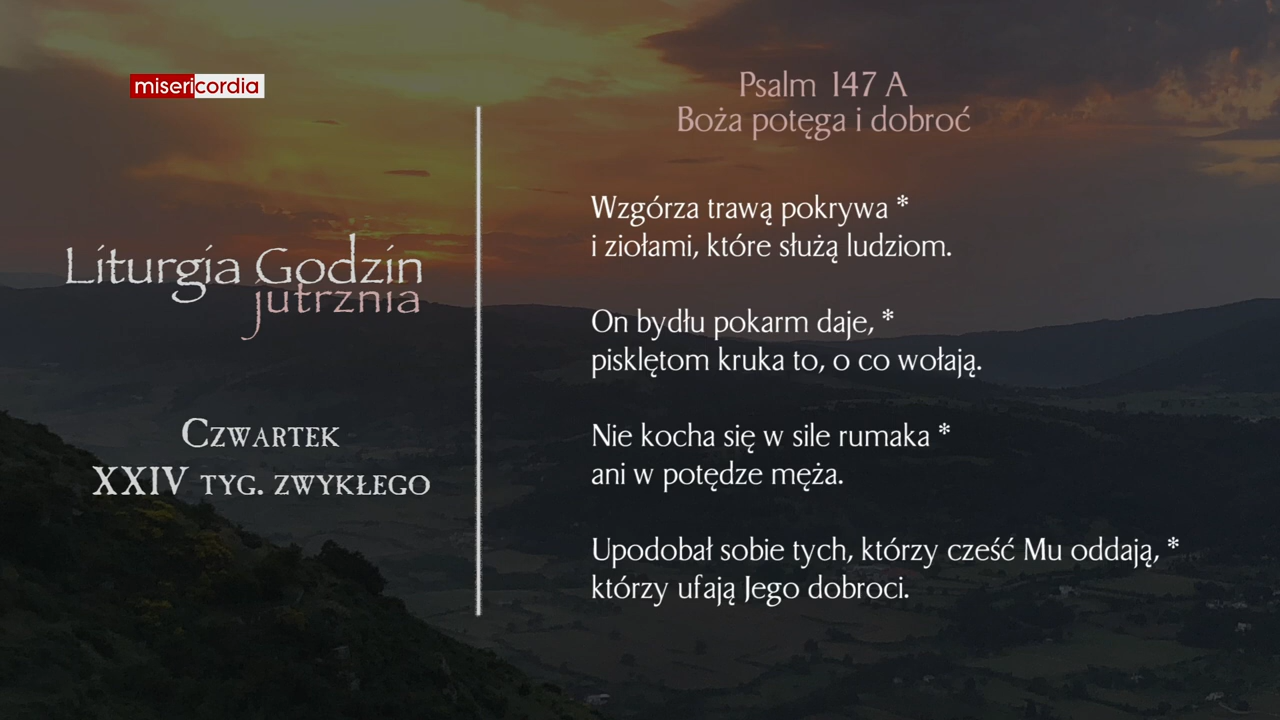 misericordia
Liturgia Godzin
jutrznia
Czwartek
XXIV tyg. zwykłego
Psalm 147 A
Boża potęga i dobroć
Wzgórza trawą pokrywa *
i ziołami, które służą ludziom.
On bydłu pokarm daje, *
pisklętom kruka to, o co wołają.
Nie kocha się w sile rumaka *
ani w potędze męża.
Upodobał sobie tych, którzy cześć Mu oddają, *
którzy ufają Jego dobroci.